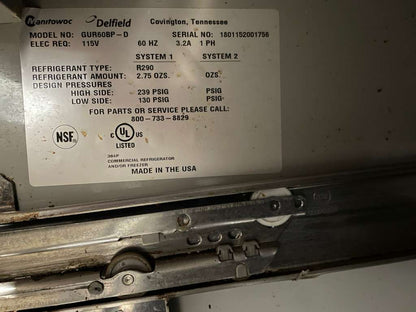 Manitowoc Delfield Covington, Tennessee
MODEL NO: GUR60BP-D SERIAL NO: 1801152001756
ELEC REQ: 115V 60 HZ 3.2A 1 PH
SYSTEM 1 SYSTEM 2
REFRIGERANT TYPE: R290
REFRIGERANT AMOUNT: 2.75 OZS. OZS.
DESIGN PRESSURES
HIGH SIDE: 239 PSIG PSIG
LOW SIDE: 130 PSIG PSIG
FOR PARTS OR SERVICE PLEASE CALL:
800-733-8829
NSF
C UL US
LISTED
COMMERCIAL REFRIGERATOR
AND/OR FREEZER
MADE IN THE USA